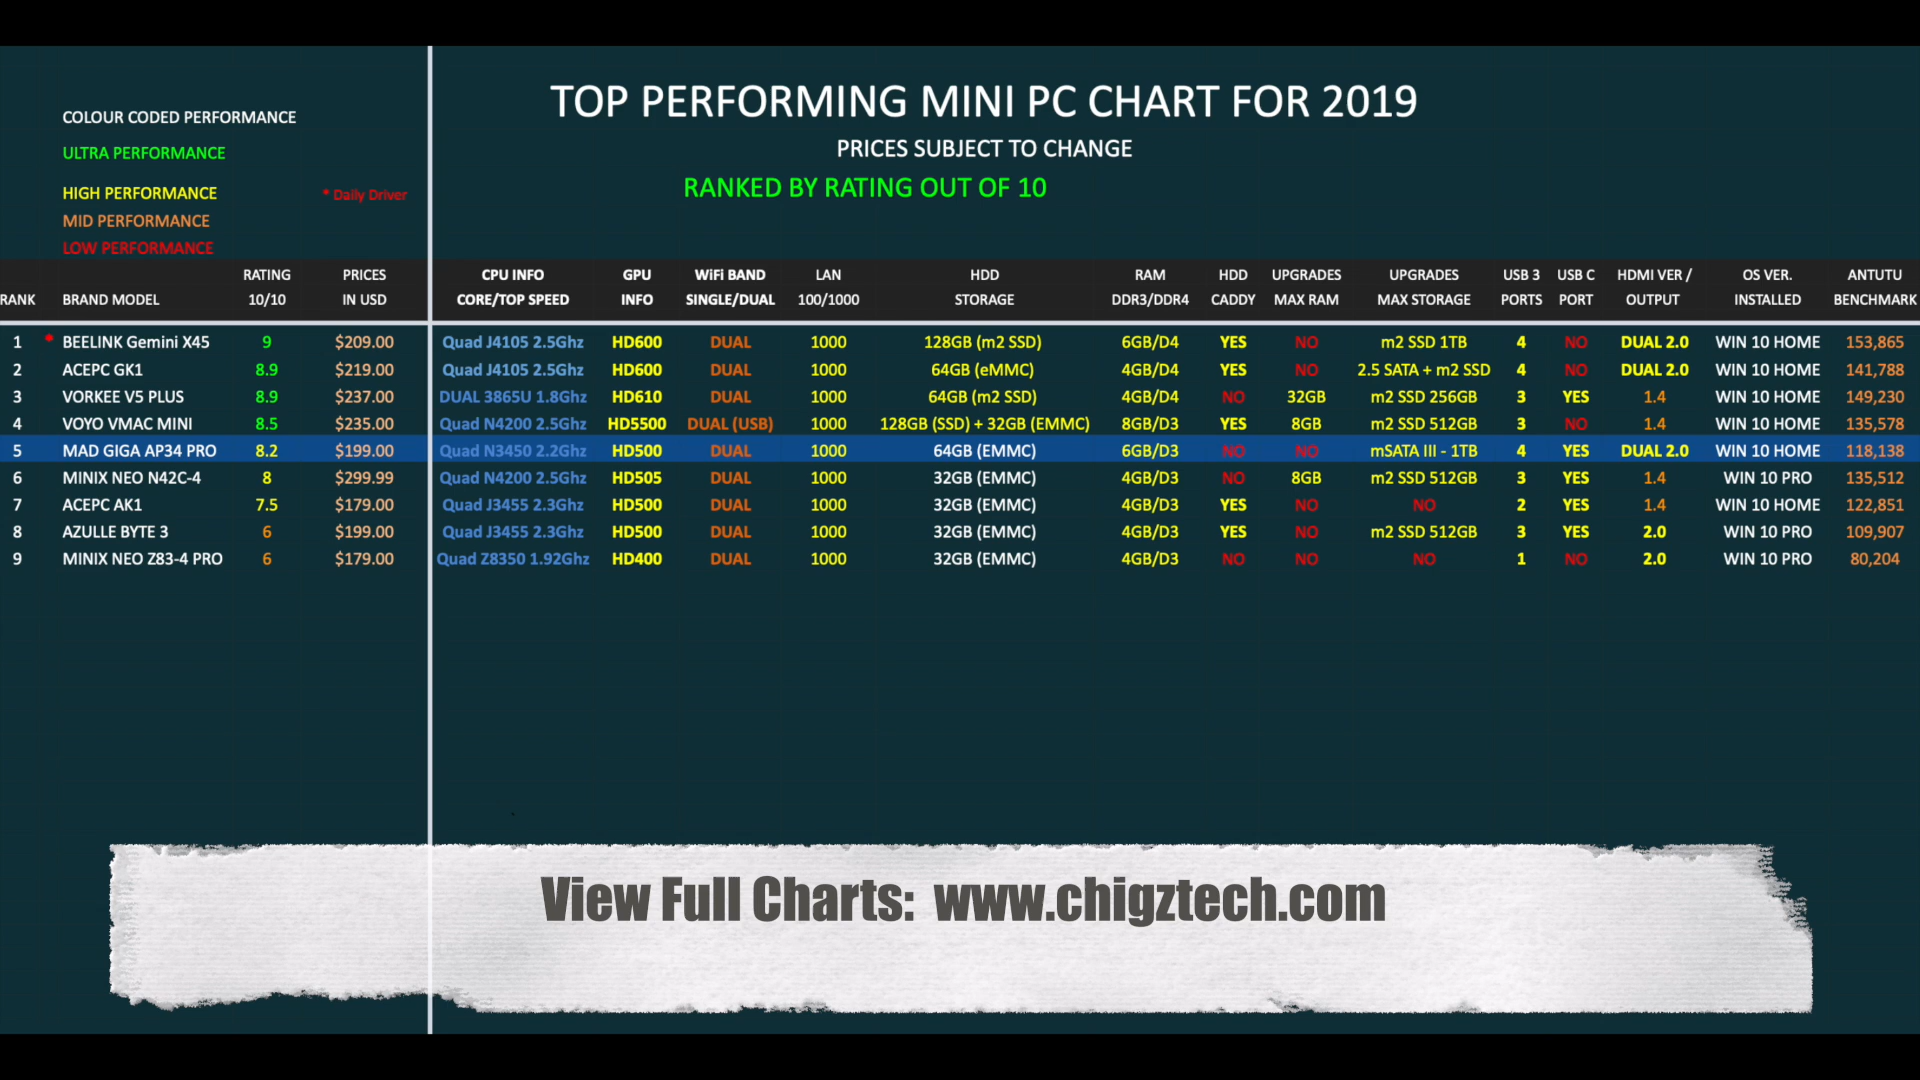 COLOUR CODED PERFORMANCE
ULTRA PERFORMANCE
HIGH PERFORMANCE * Daily Driver
MID PERFORMANCE
LOW PERFORMANCE
TOP PERFORMING MINI PC CHART FOR 2019
PRICES SUBJECT TO CHANGE
RANKED BY RATING OUT OF 10
RATING PRICES CPU INFO GPU WiFi BAND LAN HDD RAM HDD UPGRADES UPGRADES USB 3 USB C HDMI VER / OS VER. ANTUTU
RANK BRAND MODEL 10/10 IN USD CORE/TOP SPEED INFO SINGLE/DUAL 100/1000 STORAGE DDR3/DDR4 CADDY MAX RAM MAX STORAGE PORTS PORT OUTPUT INSTALLED BENCHMARK
1 * BEELINK Gemini X45 9 $209.00 Quad J4105 2.5Ghz HD600 DUAL 1000 128GB (m2 SSD) 6GB/D4 YES NO m2 SSD 1TB 4 NO DUAL 2.0 WIN 10 HOME 153,865
2 ACEPC GK1 8.9 $219.00 Quad J4105 2.5Ghz HD600 DUAL 1000 64GB (eMMC) 4GB/D4 YES NO 2.5 SATA + m2 SSD 4 NO DUAL 2.0 WIN 10 HOME 141,788
3 VORKEE V5 PLUS 8.9 $237.00 DUAL 3865U 1.8Ghz HD610 DUAL 1000 64GB (m2 SSD) 4GB/D4 NO 32GB m2 SSD 256GB 3 YES 1.4 WIN 10 HOME 149,230
4 VOYO VMAC MINI 8.5 $235.00 Quad N4200 2.5Ghz HD5500 DUAL (USB) 1000 128GB (SSD) + 32GB (EMMC) 8GB/D3 YES 8GB m2 SSD 512GB 3 NO 1.4 WIN 10 HOME 135,578
5 MAD GIGA AP34 PRO 8.2 $199.00 Quad N3450 2.2Ghz HD500 DUAL 1000 64GB (EMMC) 6GB/D3 NO NO mSATA III - 1TB 4 YES DUAL 2.0 WIN 10 HOME 118,138
6 MINIX NEO N42C-4 8 $299.99 Quad N4200 2.5Ghz HD505 DUAL 1000 32GB (EMMC) 4GB/D3 NO 8GB m2 SSD 512GB 3 YES 1.4 WIN 10 PRO 135,512
7 ACEPC AK1 7.5 $179.00 Quad J3455 2.3Ghz HD500 DUAL 1000 32GB (EMMC) 4GB/D3 YES NO NO 2 YES 1.4 WIN 10 HOME 122,851
8 AZULLE BYTE 3 6 $199.00 Quad J3455 2.3Ghz HD500 DUAL 1000 32GB (EMMC) 4GB/D3 YES NO m2 SSD 512GB 3 YES 2.0 WIN 10 PRO 109,907
9 MINIX NEO Z83-4 PRO 6 $179.00 Quad Z8350 1.92Ghz HD400 DUAL 1000 32GB (EMMC) 4GB/D3 NO NO NO 1 NO 2.0 WIN 10 PRO 80,204
View Full Charts: www.chigztech.com